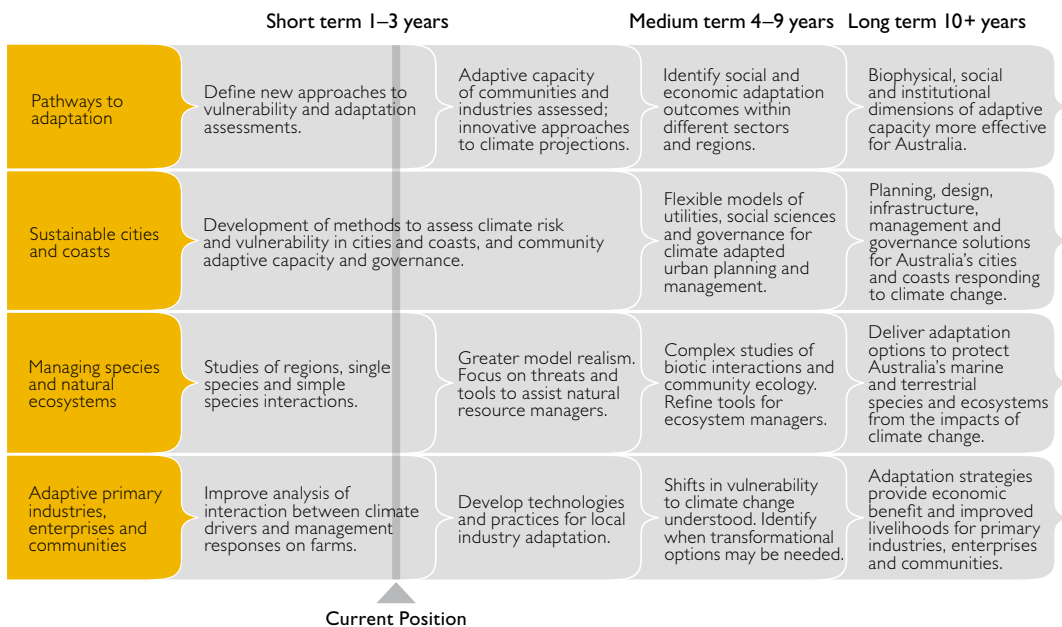 Short term 1–3 years
Medium term 4–9 years
Long term 10+ years
Pathways to
adaptation
Define new approaches to
vulnerability and adaptation
assessments.
Adaptive capacity
of communities and
industries assessed;
innovative approaches
to climate projections.
Identify social and
economic adaptation
outcomes within
different sectors
and regions.
Biophysical, social
and institutional
dimensions of adaptive
capacity more effective
for Australia.
Sustainable cities
and coasts
Development of methods to assess climate risk
and vulnerability in cities and coasts, and community
adaptive capacity and governance.
Flexible models of
utilities, social sciences
and governance for
climate adapted
urban planning and
management.
Planning, design,
infrastructure,
management and
governance solutions
for Australia's cities
and coasts responding
to climate change.
Managing species
and natural
ecosystems
Studies of regions, single
species and simple
species interactions.
Greater model realism.
Focus on threats and
tools to assist natural
resource managers.
Complex studies of
biotic interactions and
community ecology.
Refine tools for
ecosystem managers.
Deliver adaptation
options to protect
Australia's marine
and terrestrial
species and ecosystems
from the impacts of
climate change.
Adaptive primary
industries,
enterprises and
communities
Improve analysis of
interaction between climate
drivers and management
responses on farms.
Develop technologies
and practices for local
industry adaptation.
Shifts in vulnerability
to climate change
understood. Identify
when transformational
options may be needed.
Adaptation strategies
provide economic
benefit and improved
livelihoods for primary
industries, enterprises
and communities.
Current Position